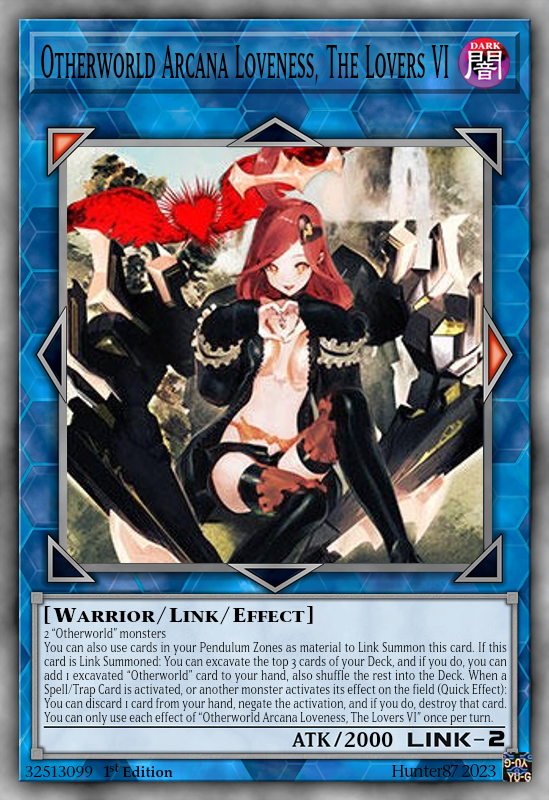 Otherworld Arcana Loveness, The Lovers VI
DARK
闇
[Warrior/Link/Effect]
2 “Otherworld” monsters
You can also use cards in your Pendulum Zones as material to Link Summon this card. If this
card is Link Summoned: You can excavate the top 3 cards of your Deck, and if you do, you can
add 1 excavated “Otherworld” card to your hand, also shuffle the rest into the Deck. When a
Spell/Trap Card is activated, or another monster activates its effect on the field (Quick Effect):
You can discard 1 card from your hand, negate the activation, and if you do, destroy that card.
You can only use each effect of “Otherworld Arcana Loveness, The Lovers VI” once per turn.
ATK/2000 LINK-2
32513099 1st Edition Hunter87 2023
YU-G
YU-G